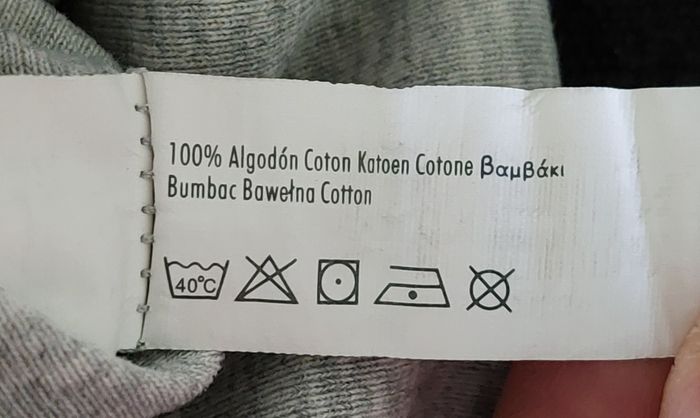 100% Algodón Coton Katoen Cotone βαμβάκι
Bumbac Bawełna Cotton
40°C